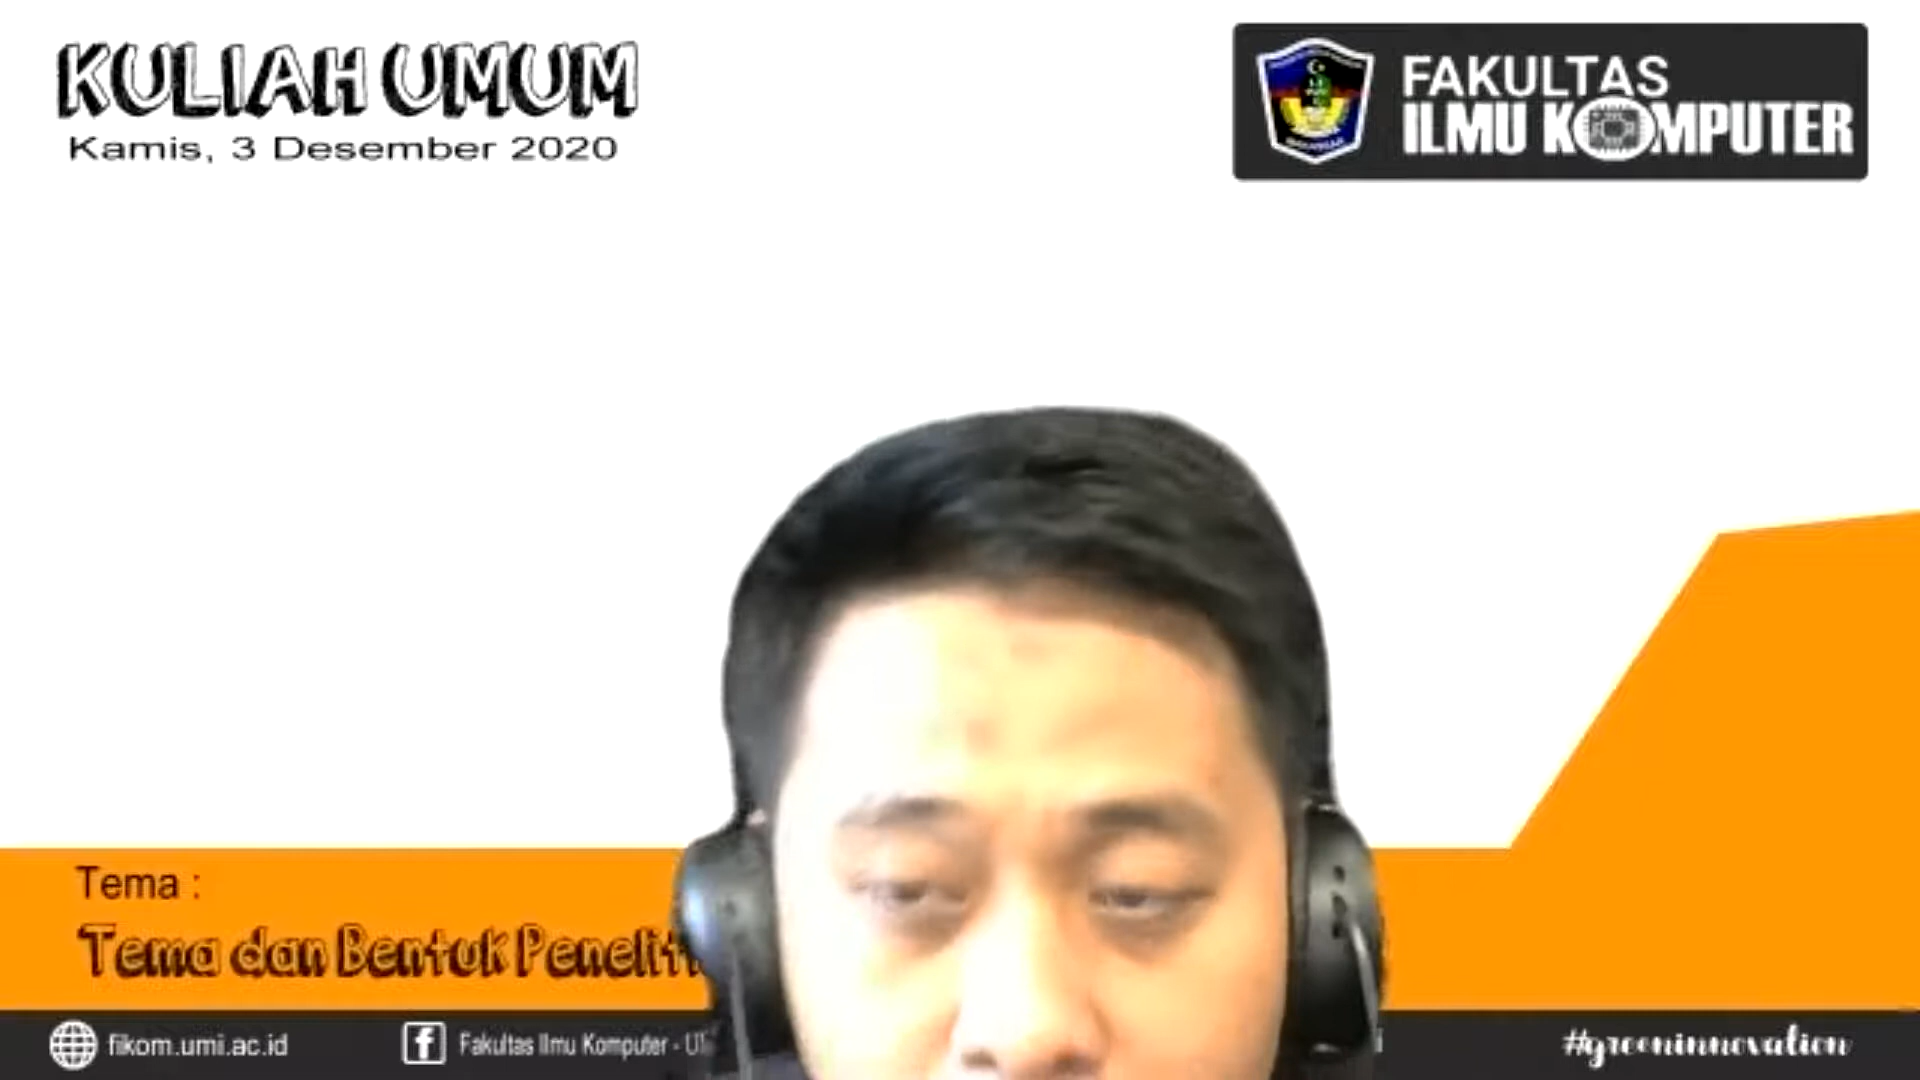 KULIAH UMUM
Kamis, 3 Desember 2020
FAKULTAS
ILMU KOMPUTER
Tema :
Tema dan Bentuk
fikom.umi.ac.id
Fakultas Ilmu Komputer -
#greeninnovation